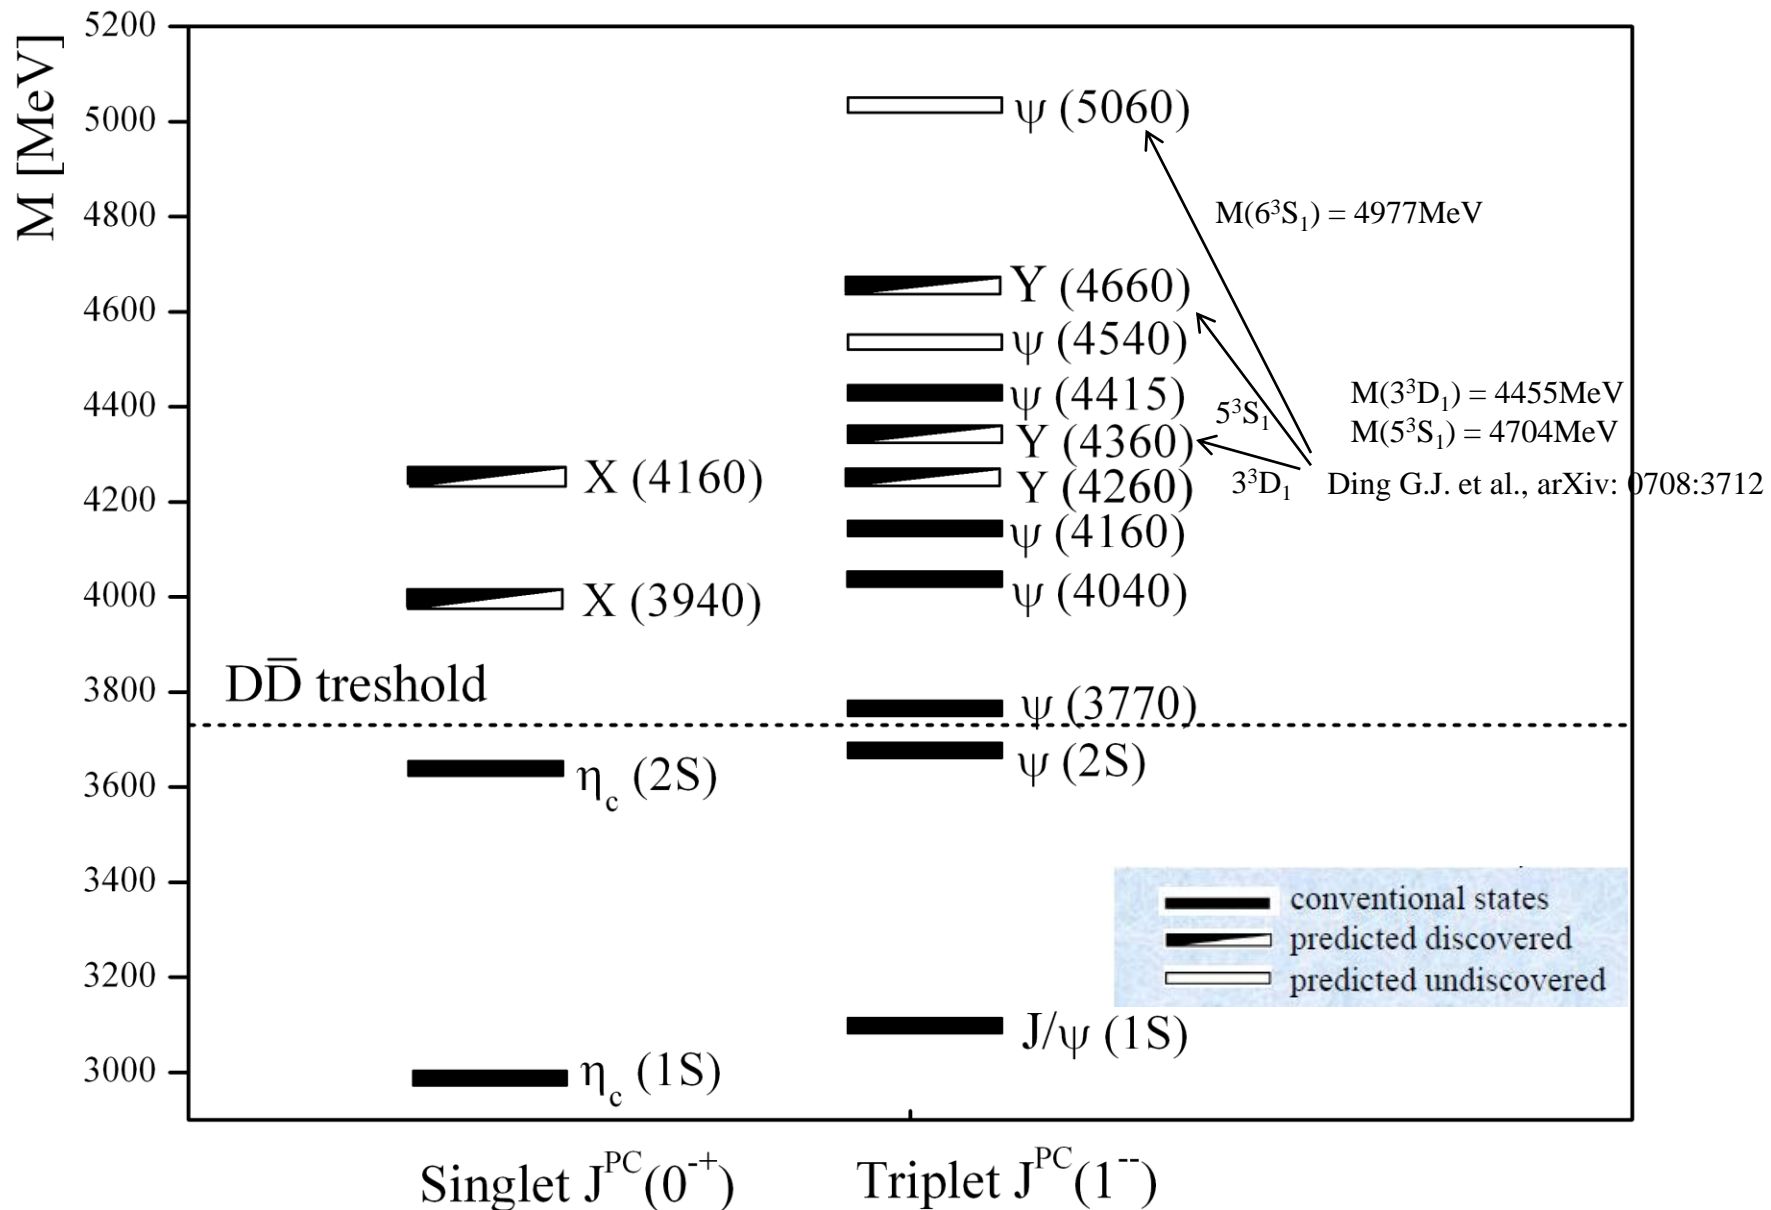 M [MeV]
5200
5000
4800
4600
4400
4200
4000
3800
3600
3400
3200
3000
ψ (5060)
M(6³S₁) = 4977MeV
Y (4660)
ψ (4540)
ψ (4415)
Y (4360)
Y (4260)
ψ (4160)
ψ (4040)
ψ (3770)
ψ (2S)
J/ψ (1S)
5³S₁
3³D₁
M(3³D₁) = 4455MeV
M(5³S₁) = 4704MeV
Ding G.J. et al., arXiv: 0708:3712
X (4160)
X (3940)
DD̅ treshold
η_c (2S)
η_c (1S)
conventional states
predicted discovered
predicted undiscovered
Singlet J^PC(0⁻⁺)
Triplet J^PC(1⁻⁻)